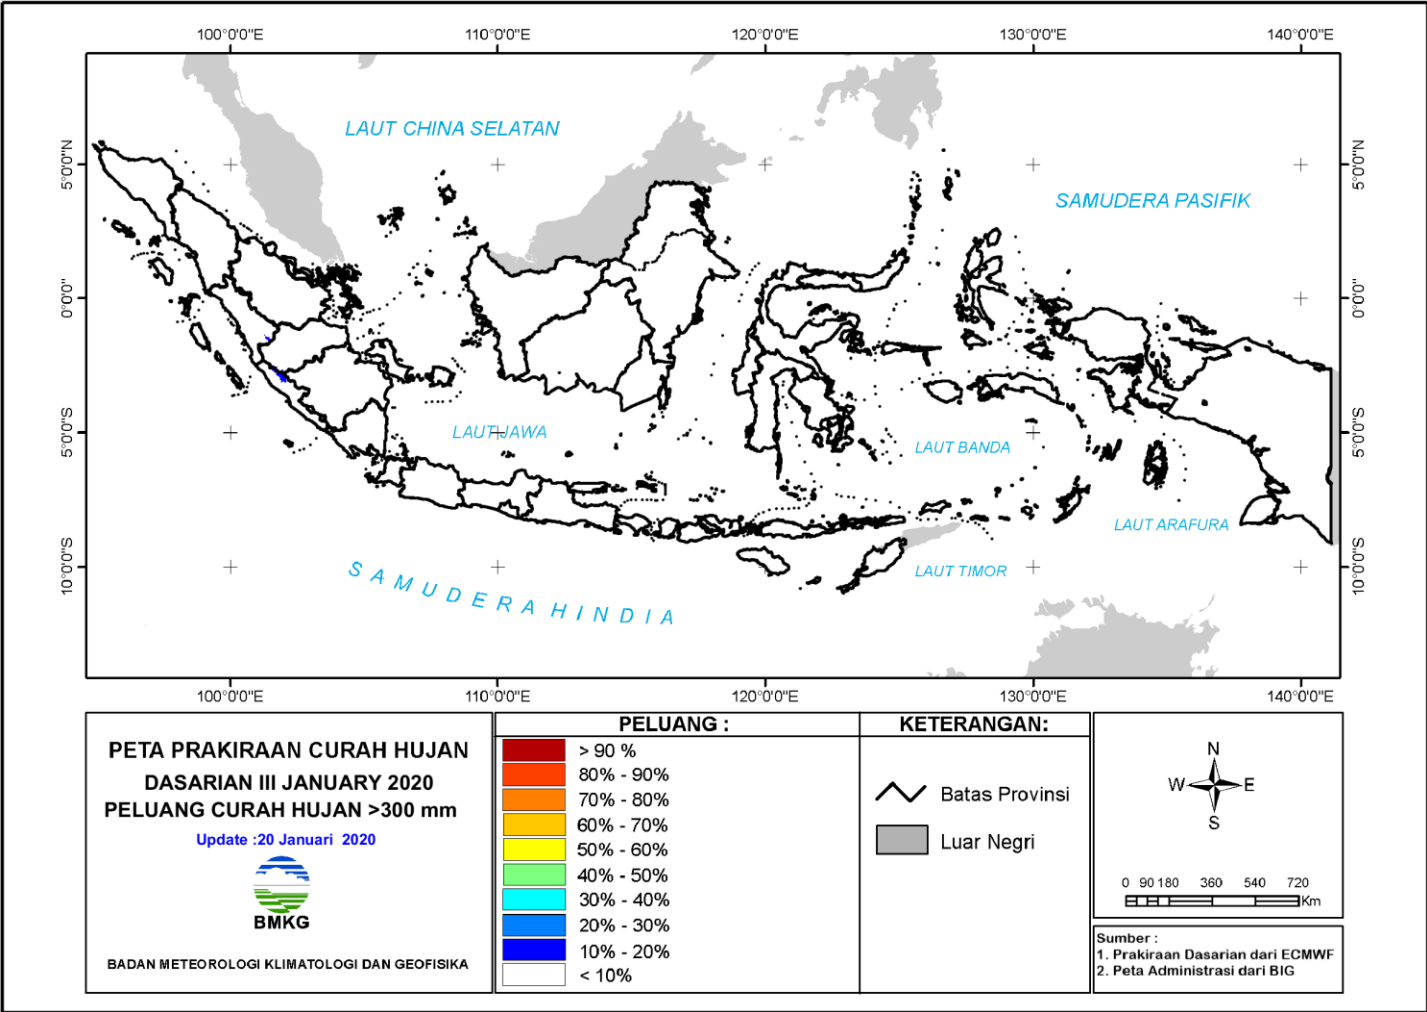 100°0'0"E 110°0'0"E 120°0'0"E 130°0'0"E 140°0'0"E
LAUT CHINA SELATAN
5°0'0"N 5°0'0"N
SAMUDERA PASIFIK
0°0'0" 0°0'0"
5°0'0"S 5°0'0"S
LAUT JAWA
LAUT BANDA
LAUT ARAFURA
10°0'0"S 10°0'0"S
LAUT TIMOR
SAMUDERA HINDIA
100°0'0"E 110°0'0"E 120°0'0"E 130°0'0"E 140°0'0"E
PETA PRAKIRAAN CURAH HUJAN
DASARIAN III JANUARY 2020
PELUANG CURAH HUJAN >300 mm
Update :20 Januari 2020
BMKG
BADAN METEOROLOGI KLIMATOLOGI DAN GEOFISIKA
PELUANG :
> 90 %
80% - 90%
70% - 80%
60% - 70%
50% - 60%
40% - 50%
30% - 40%
20% - 30%
10% - 20%
< 10%
KETERANGAN:
Batas Provinsi
Luar Negri
N
W E
S
0 90 180 360 540 720
Km
Sumber :
1. Prakiraan Dasarian dari ECMWF
2. Peta Administrasi dari BIG